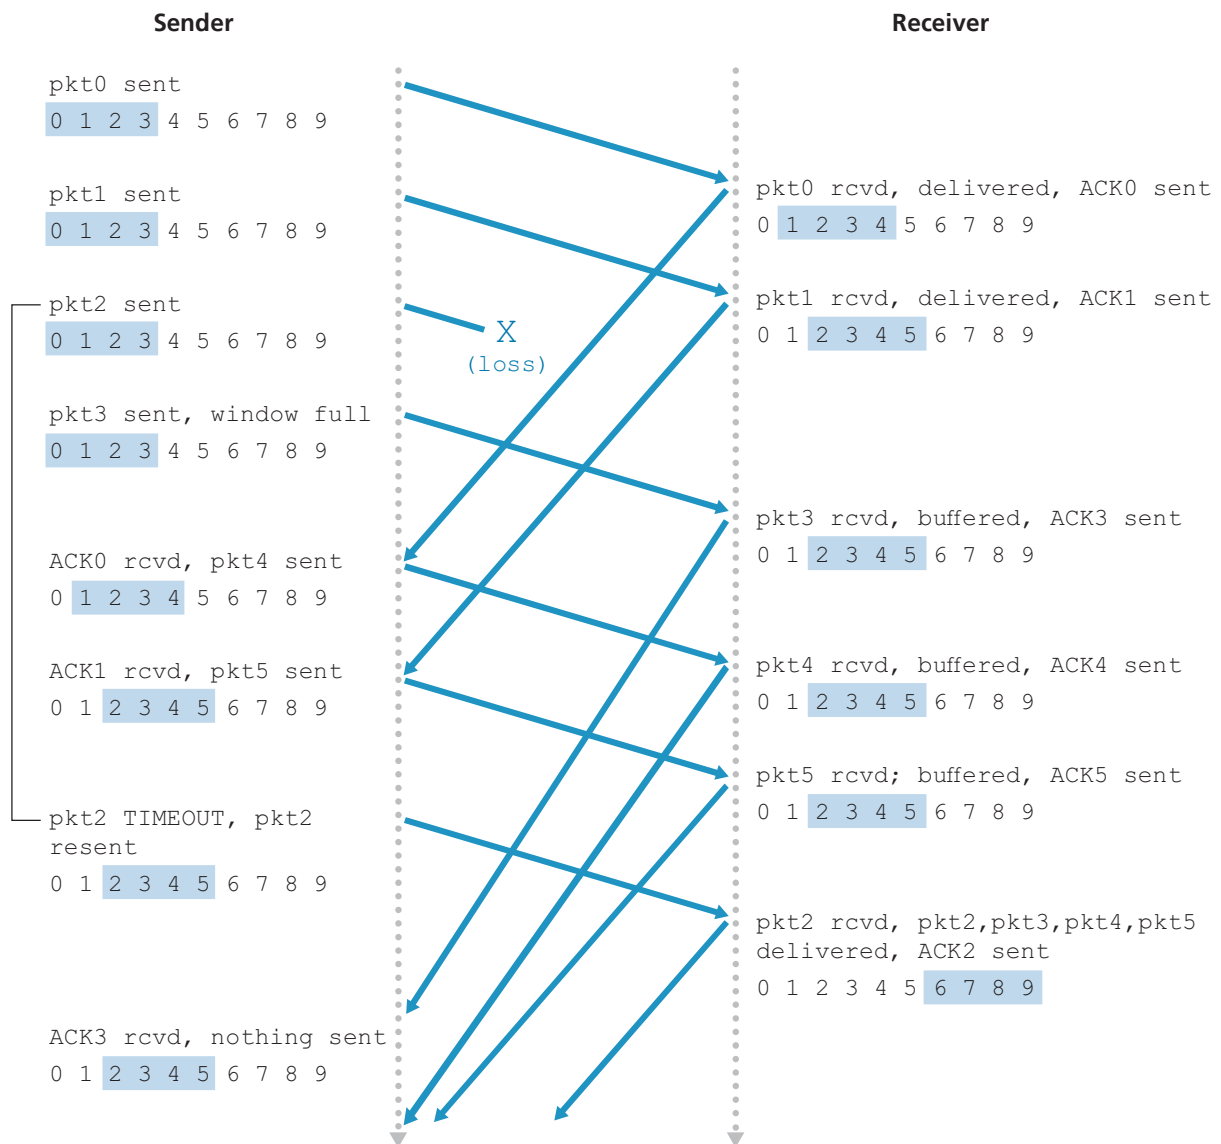 Sender
Receiver
pkt0 sent
0 1 2 3 4 5 6 7 8 9
pkt0 rcvd, delivered, ACK0 sent
0 1 2 3 4 5 6 7 8 9
pkt1 sent
0 1 2 3 4 5 6 7 8 9
pkt1 rcvd, delivered, ACK1 sent
0 1 2 3 4 5 6 7 8 9
pkt2 sent
0 1 2 3 4 5 6 7 8 9
X
(loss)
pkt3 sent, window full
0 1 2 3 4 5 6 7 8 9
pkt3 rcvd, buffered, ACK3 sent
0 1 2 3 4 5 6 7 8 9
ACK0 rcvd, pkt4 sent
0 1 2 3 4 5 6 7 8 9
pkt4 rcvd, buffered, ACK4 sent
0 1 2 3 4 5 6 7 8 9
ACK1 rcvd, pkt5 sent
0 1 2 3 4 5 6 7 8 9
pkt5 rcvd; buffered, ACK5 sent
0 1 2 3 4 5 6 7 8 9
pkt2 TIMEOUT, pkt2
resent
0 1 2 3 4 5 6 7 8 9
pkt2 rcvd, pkt2,pkt3,pkt4,pkt5
delivered, ACK2 sent
0 1 2 3 4 5 6 7 8 9
ACK3 rcvd, nothing sent
0 1 2 3 4 5 6 7 8 9